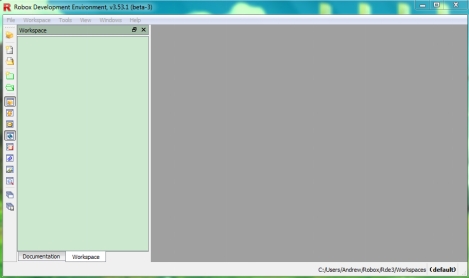 Robox Development Environment, v3.53.1 (beta-3)
File Workspace Tools View Windows Help
Workspace
Documentation Workspace
C:/Users/Andrew/Robox/Rde3/Workspaces (default)